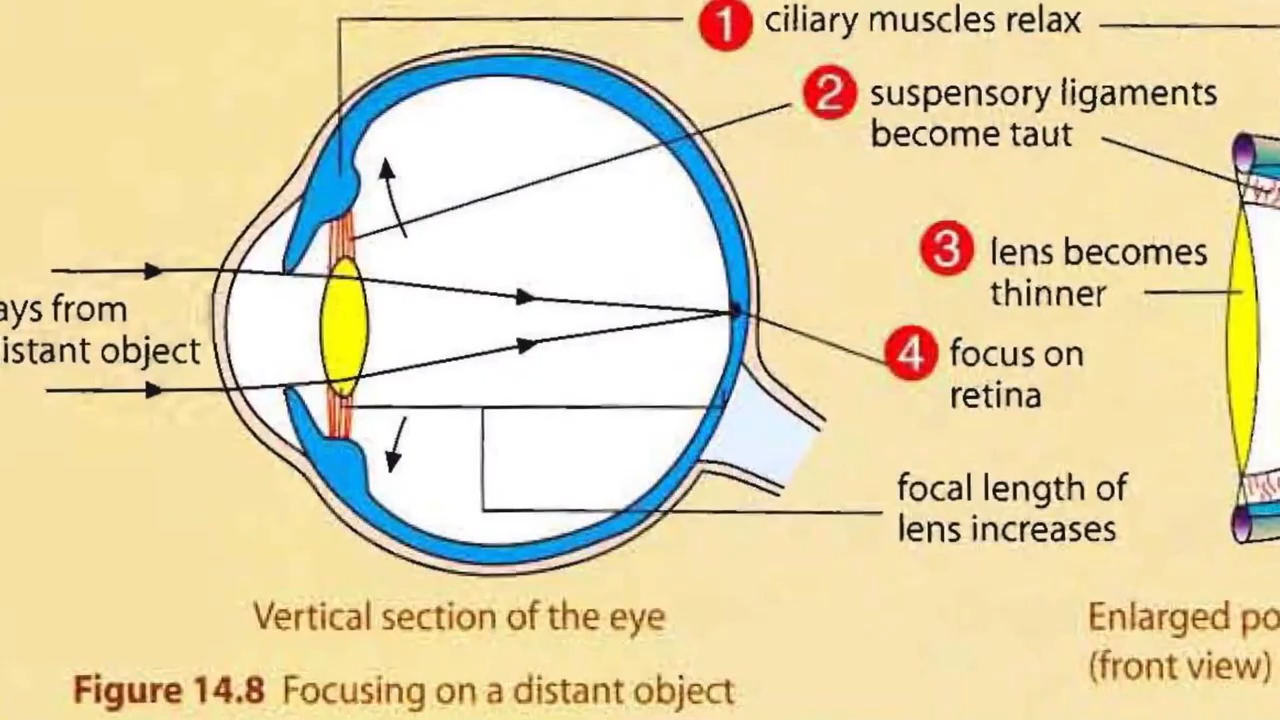 1 ciliary muscles relax
2 suspensory ligaments
become taut
3 lens becomes
thinner
ays from
istant object
4 focus on
retina
focal length of
lens increases
Vertical section of the eye
Enlarged po
(front view)
Figure 14.8 Focusing on a distant object